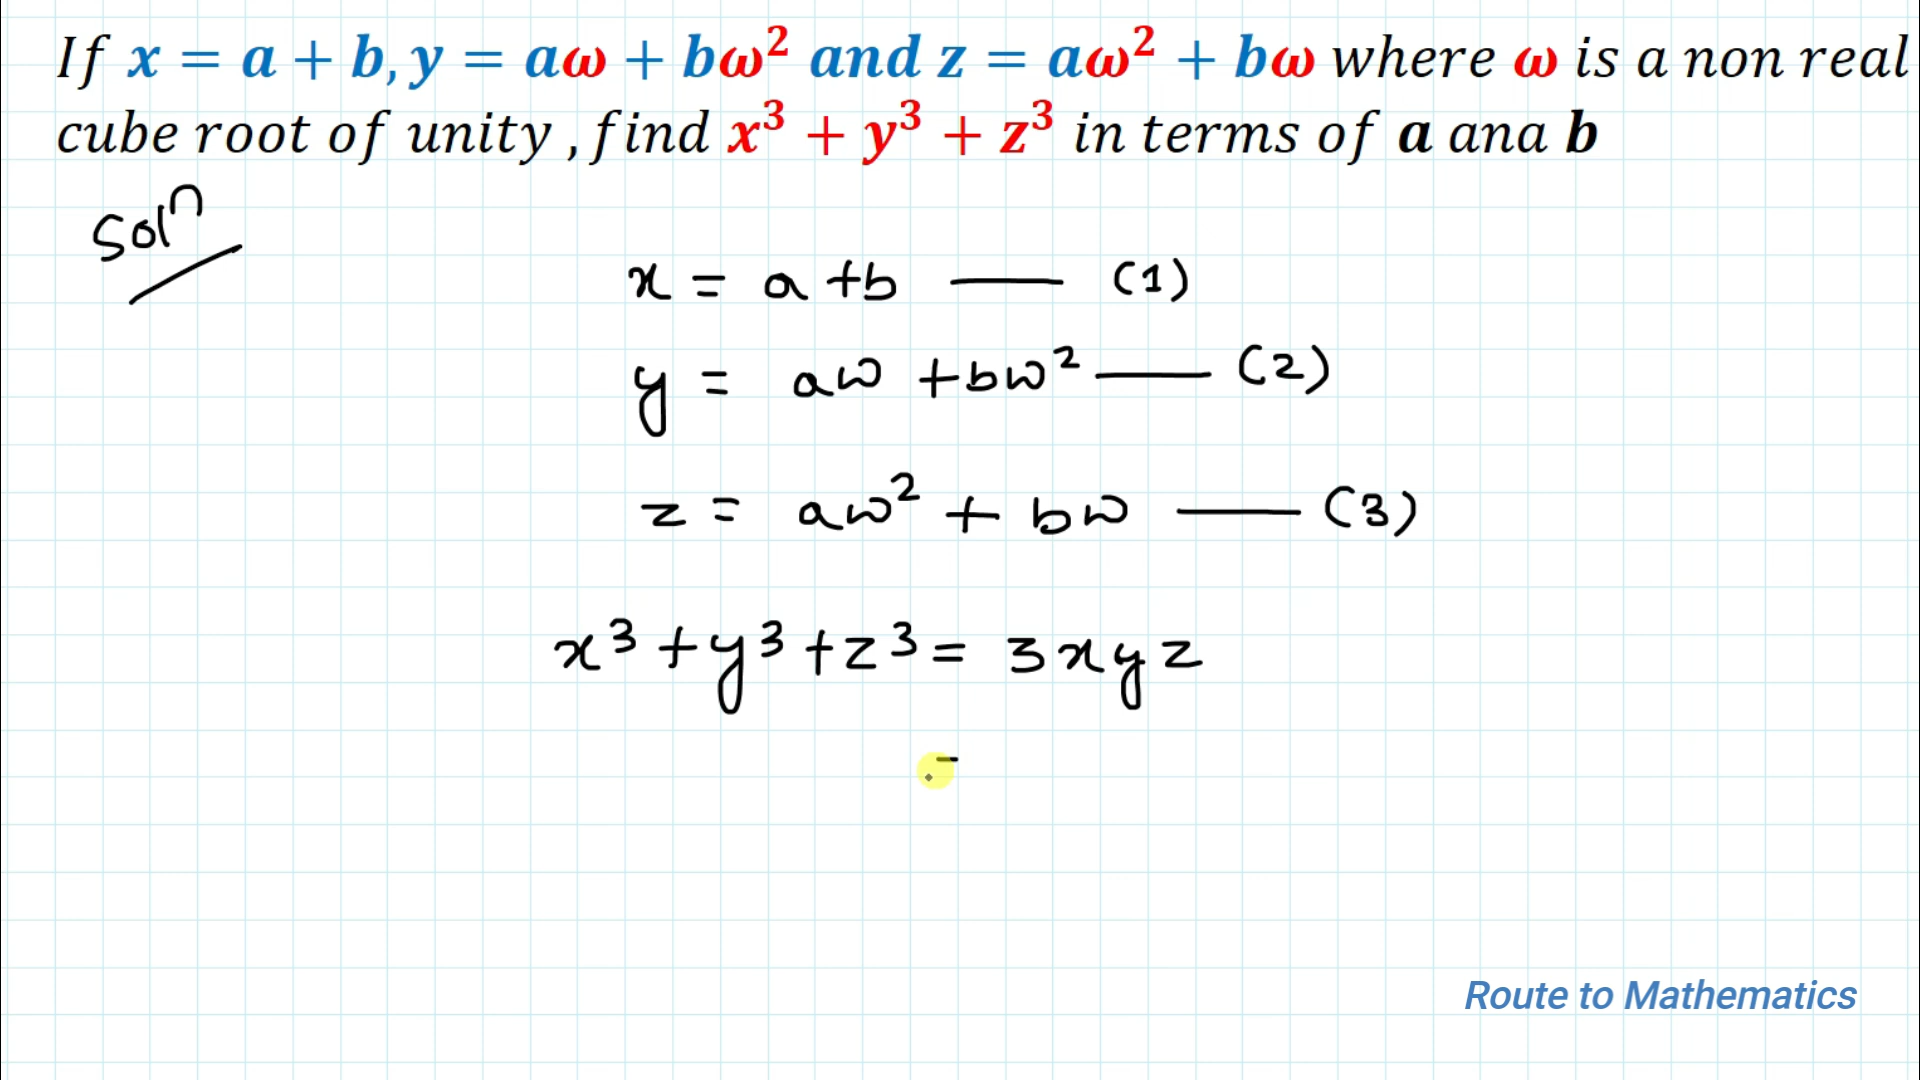 If x = a + b, y = aω + bω² and z = aω² + bω where ω is a non real
cube root of unity ,find x³ + y³ + z³ in terms of a ana b
Solⁿ
x = a+b —— (1)
y = aω +bω² —— (2)
z = aω² + bω —— (3)
x³+y³+z³= 3xyz
Route to Mathematics